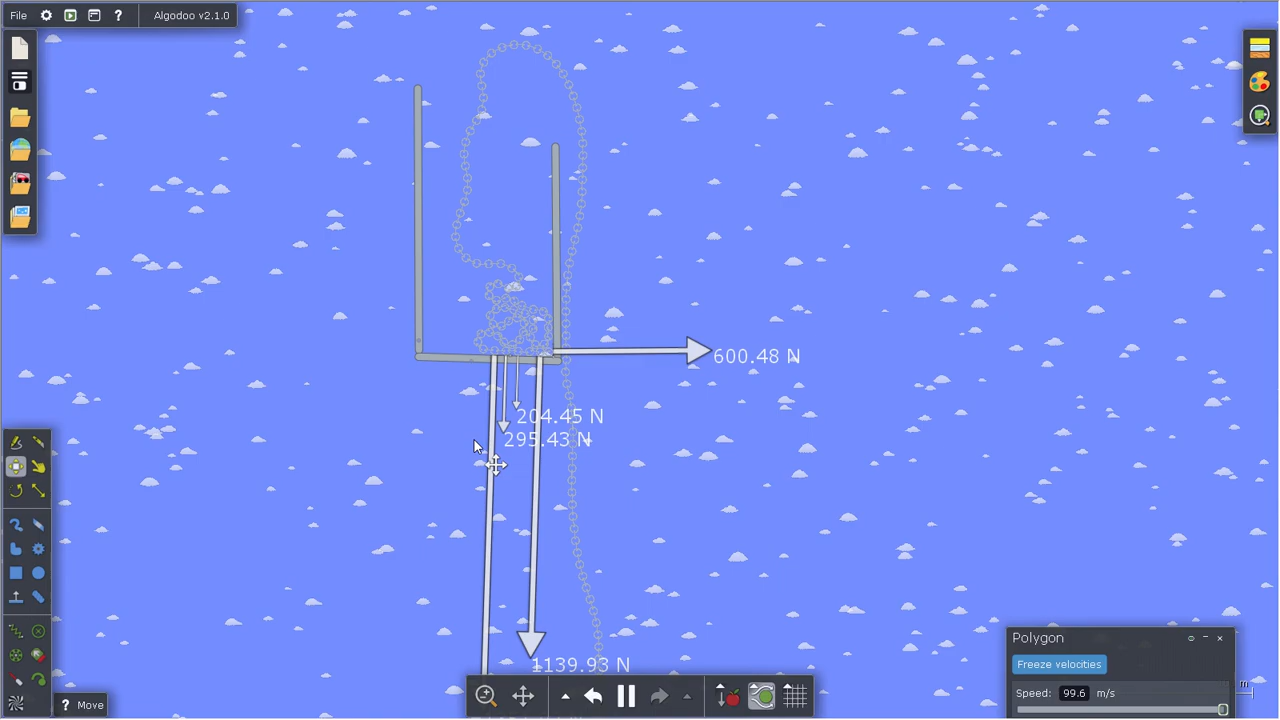 File ? Algodoo v2.1.0
600.48 N
204.45 N
295.43 N
1139.93 N
Polygon
Freeze velocities
Speed: 99.6 m/s
m
? Move